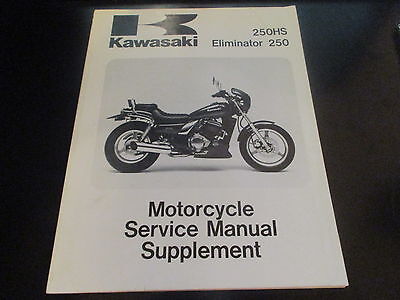 Kawasaki
250HS
Eliminator 250
Motorcycle
Service Manual
Supplement